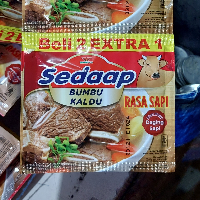 Beli 2 EXTRA 1
Sedaap
BUMBU
KALDU
RASA SAPI
Daging
Sapi